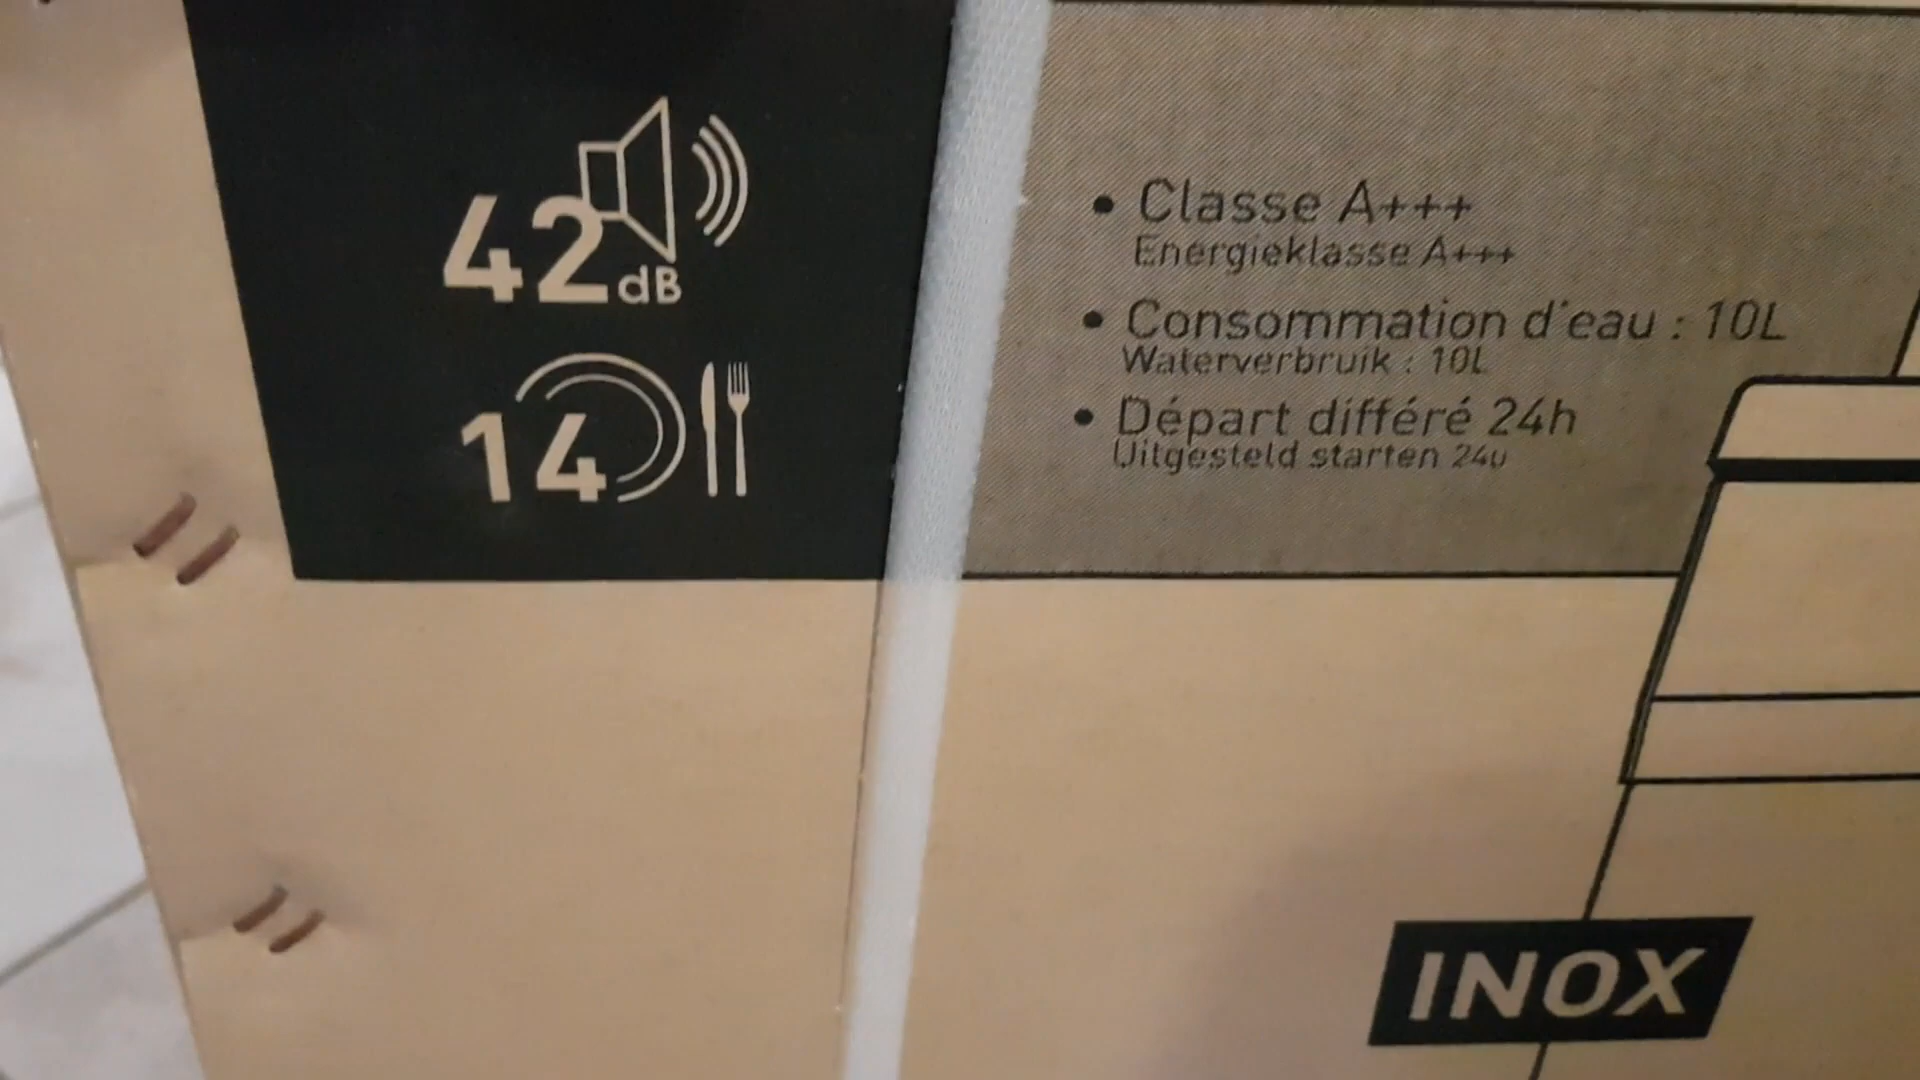 42dB
14
• Classe A+++
Energieklasse A+++
• Consommation d'eau : 10L
Waterverbruik : 10L
• Départ différé 24h
Uitgesteld starten 24u
INOX